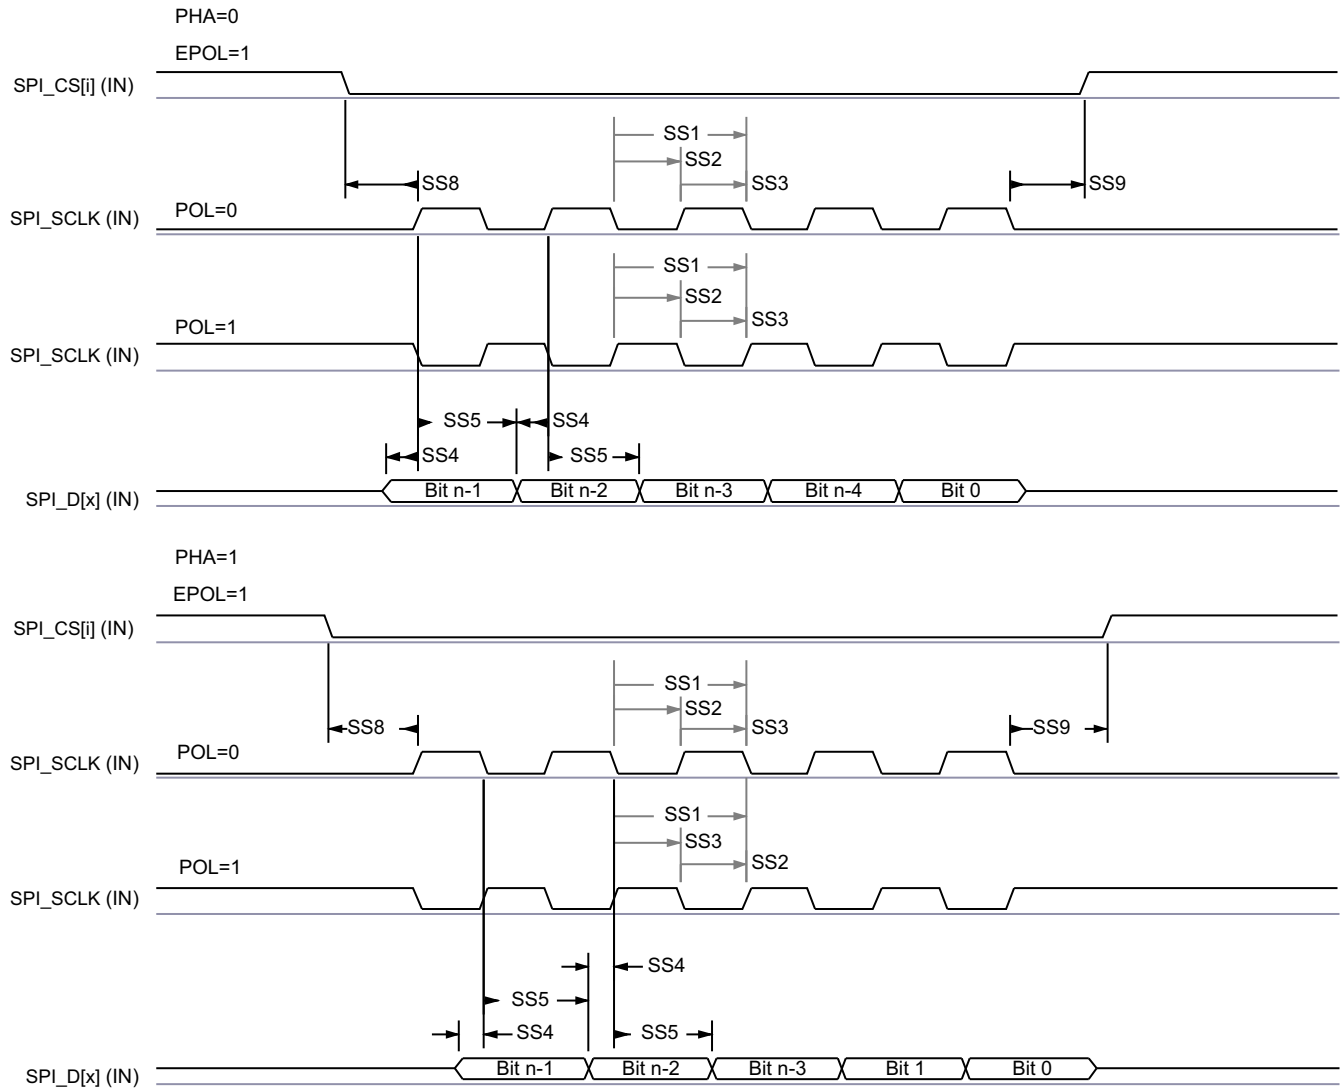 PHA=0
EPOL=1
SPI_CS[i] (IN)
SS1
SS2
SS8
SS3
SS9
POL=0
SPI_SCLK (IN)
SS1
SS2
SS3
POL=1
SPI_SCLK (IN)
SS5
SS4
SS4
SS5
SPI_D[x] (IN)
Bit n-1
Bit n-2
Bit n-3
Bit n-4
Bit 0
PHA=1
EPOL=1
SPI_CS[i] (IN)
SS1
SS2
SS8
SS3
SS9
POL=0
SPI_SCLK (IN)
SS1
SS3
SS2
POL=1
SPI_SCLK (IN)
SS4
SS5
SS4
SS5
SPI_D[x] (IN)
Bit n-1
Bit n-2
Bit n-3
Bit 1
Bit 0